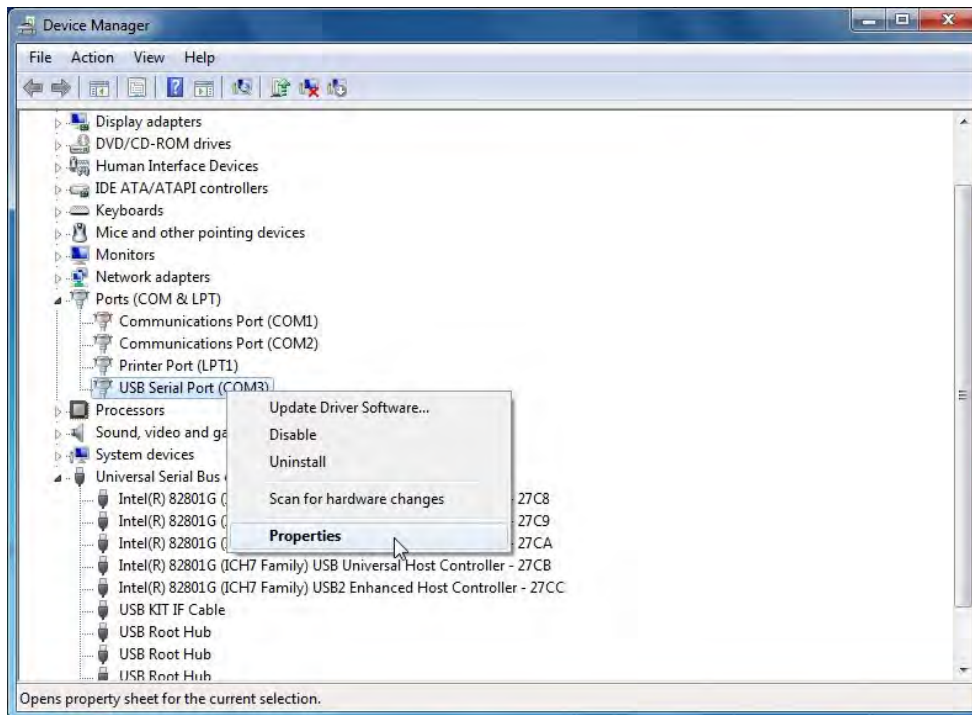 Device Manager
File Action View Help
Display adapters
DVD/CD-ROM drives
Human Interface Devices
IDE ATA/ATAPI controllers
Keyboards
Mice and other pointing devices
Monitors
Network adapters
Ports (COM & LPT)
Communications Port (COM1)
Communications Port (COM2)
Printer Port (LPT1)
USB Serial Port (COM3)
Update Driver Software...
Disable
Uninstall
Scan for hardware changes
Properties
Processors
Sound, video and ga
System devices
Universal Serial Bus
Intel(R) 82801G ( - 27C8
Intel(R) 82801G ( - 27C9
Intel(R) 82801G ( - 27CA
Intel(R) 82801G (ICH7 Family) USB Universal Host Controller - 27CB
Intel(R) 82801G (ICH7 Family) USB2 Enhanced Host Controller - 27CC
USB KIT IF Cable
USB Root Hub
USB Root Hub
USB Root Hub
Opens property sheet for the current selection.